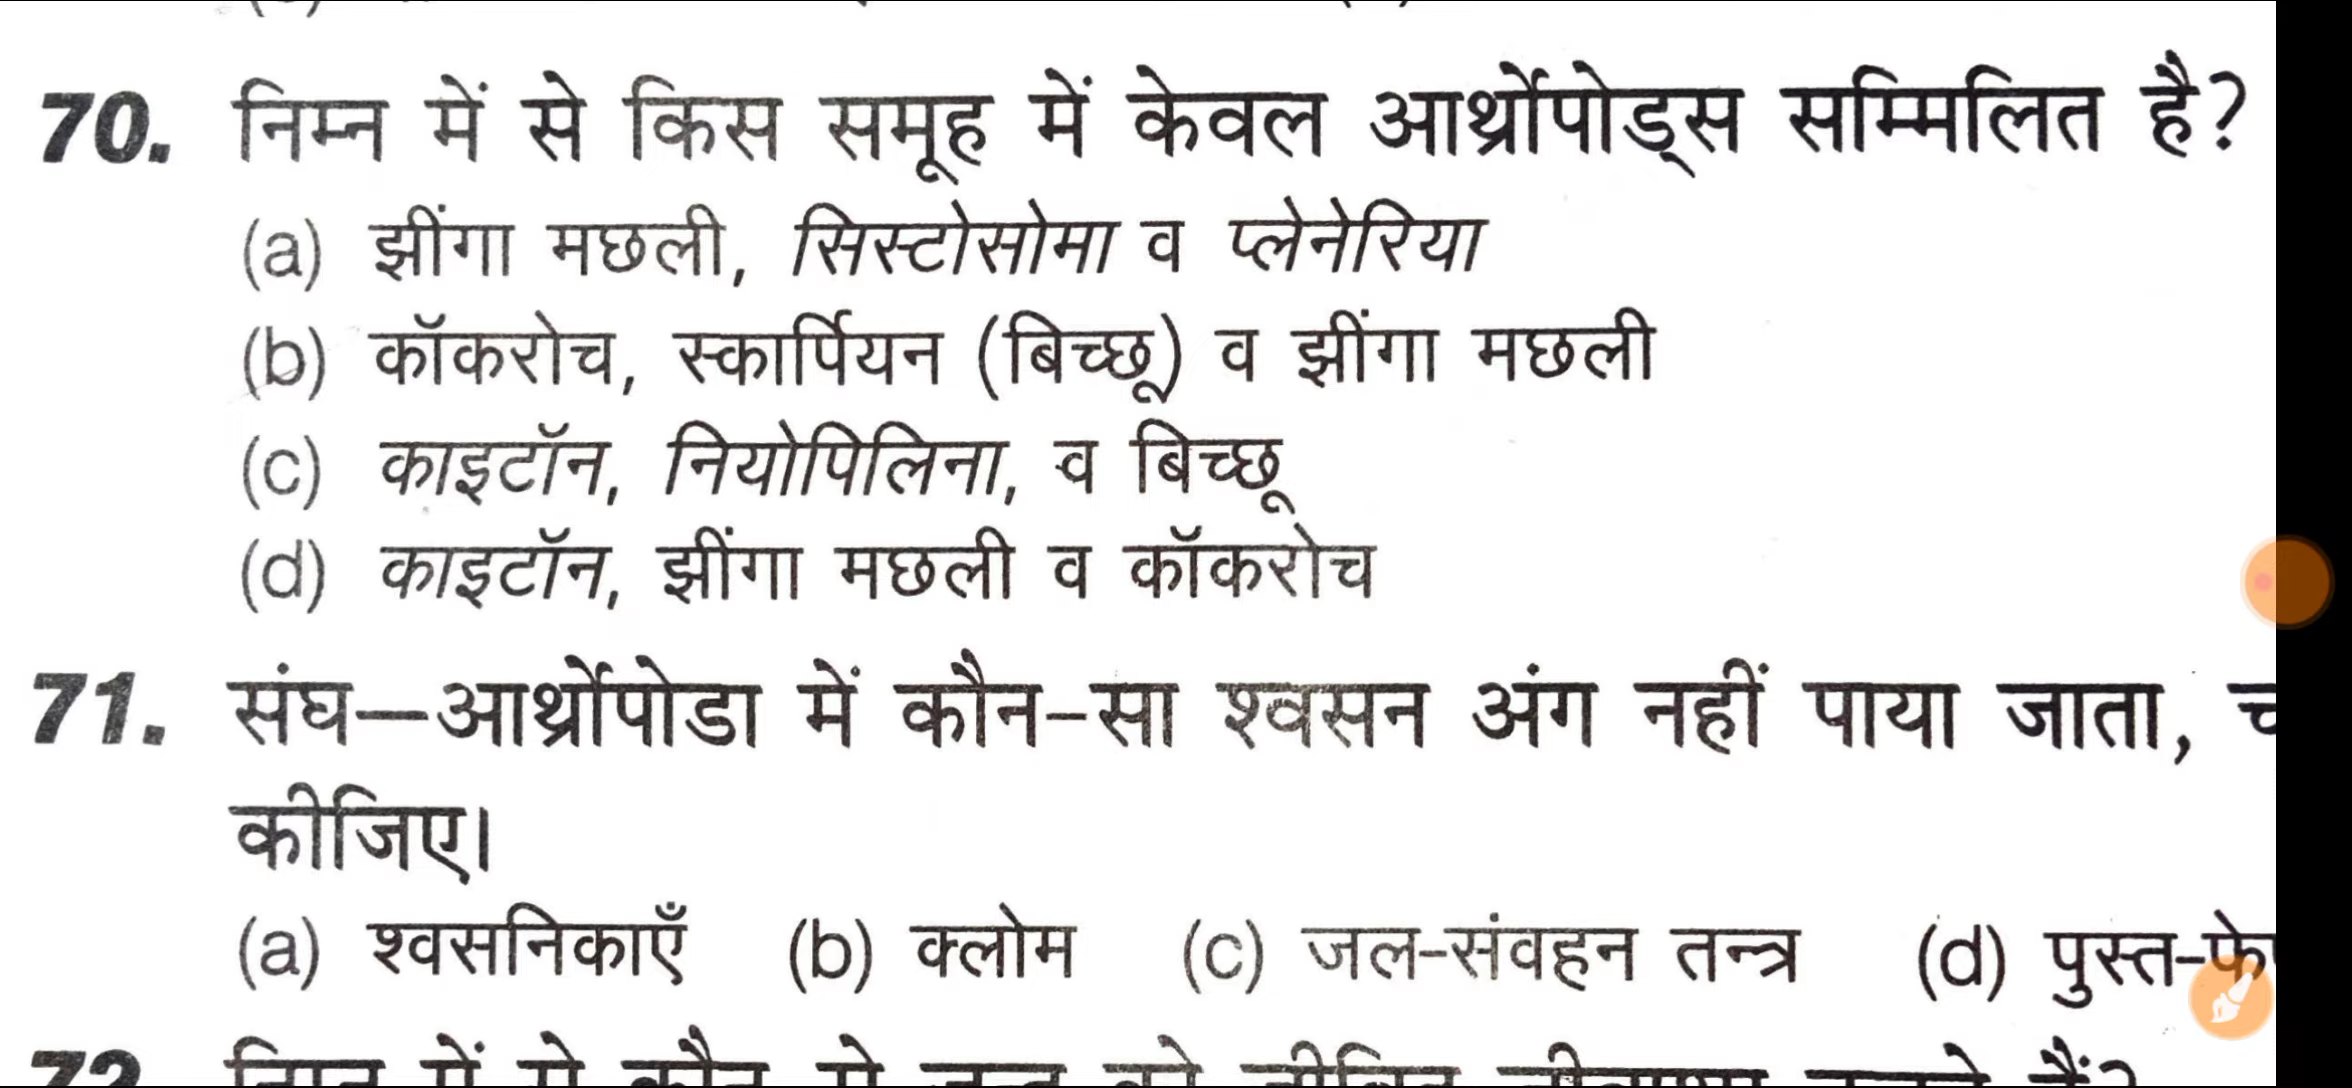 70. निम्न में से किस समूह में केवल आर्थ्रोपोड्स सम्मिलित है?
(a) झींगा मछली, सिस्टोसोमा व प्लेनेरिया
(b) कॉकरोच, स्कार्पियन (बिच्छू) व झींगा मछली
(c) काइटॉन, नियोपिलिना, व बिच्छू
(d) काइटॉन, झींगा मछली व कॉकरोच
71. संघ—आर्थ्रोपोडा में कौन-सा श्वसन अंग नहीं पाया जाता,
कीजिए।
(a) श्वसनिकाएँ (b) क्लोम (c) जल-संवहन तन्त्र (d) पुस्त-
72.